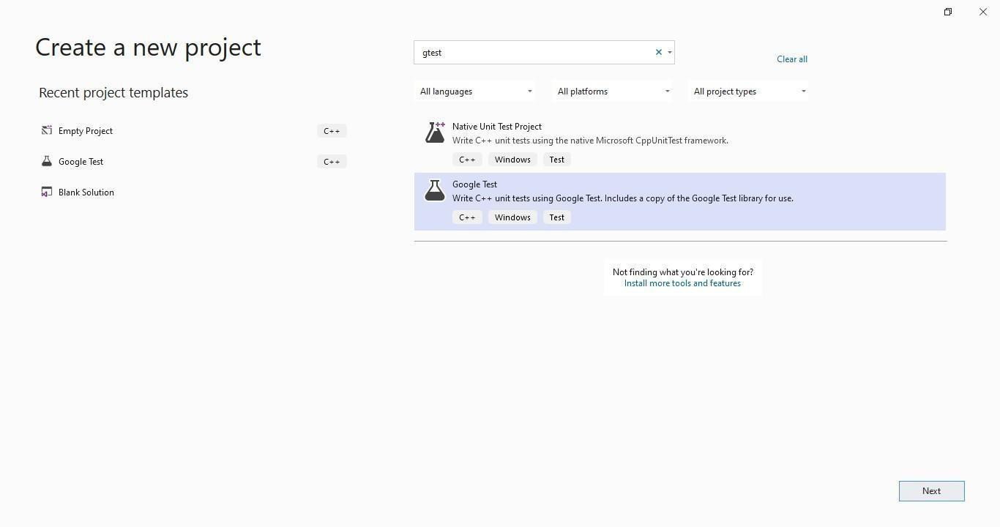 Create a new project
Recent project templates
Empty Project C++
Google Test C++
Blank Solution
gtest
Clear all
All languages All platforms All project types
Native Unit Test Project
Write C++ unit tests using the native Microsoft CppUnitTest framework.
C++ Windows Test
Google Test
Write C++ unit tests using Google Test. Includes a copy of the Google Test library for use.
C++ Windows Test
Not finding what you're looking for?
Install more tools and features
Next